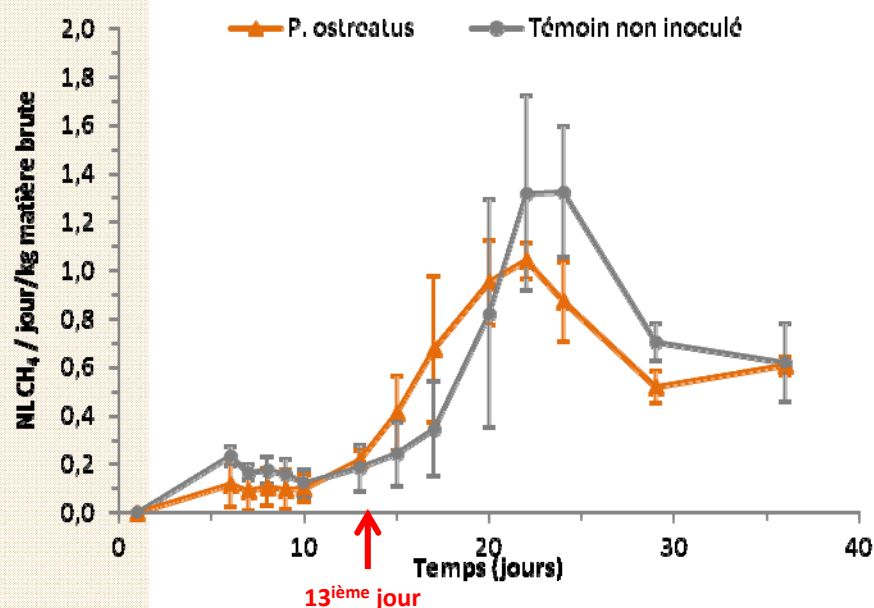 P. ostreatus
Témoin non inoculé
NL CH₄ / jour/kg matière brute
2,0
1,8
1,6
1,4
1,2
1,0
0,8
0,6
0,4
0,2
0,0
0 10 20 30 40
Temps (jours)
13ième jour